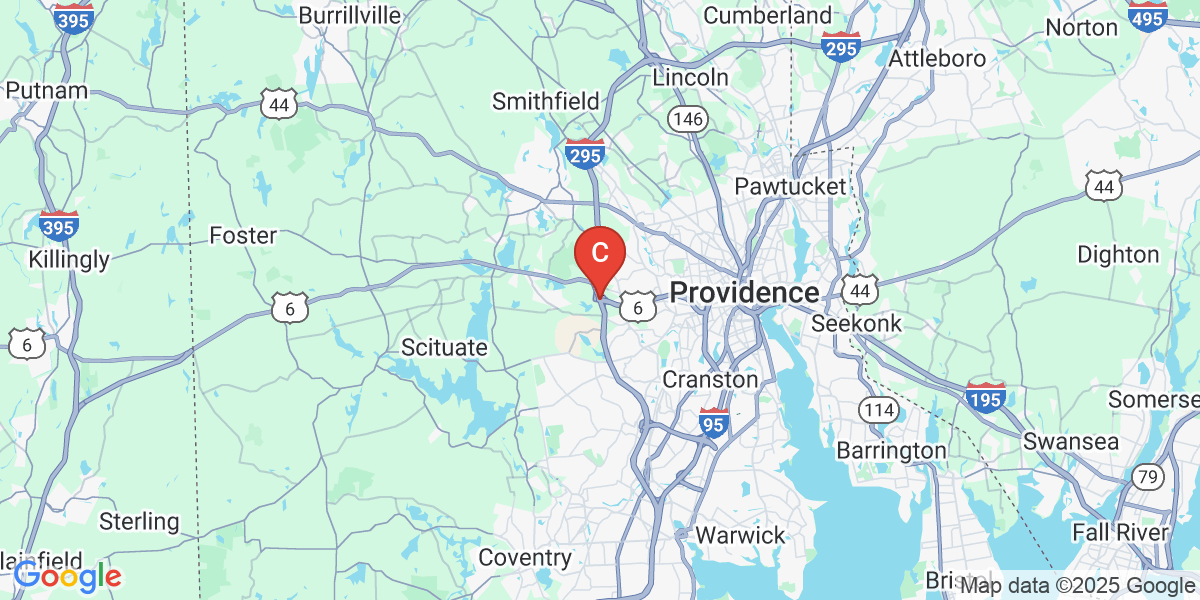 395
Burrillville
Cumberland
495
Norton
295
Attleboro
Lincoln
Putnam
44
Smithfield
146
295
Pawtucket
44
395
Foster
Killingly
C
Dighton
6
6
Providence
44
Seekonk
6
Scituate
Cranston
195
Somerse
114
95
Barrington
Swansea
79
Sterling
Warwick
Fall River
Coventry
lainfield
Google
Map data ©2025 Google